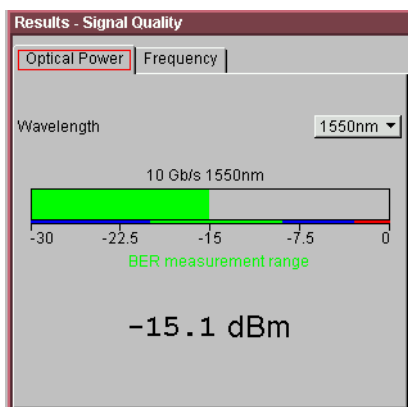 Results - Signal Quality
Optical Power Frequency
Wavelength 1550nm
10 Gb/s 1550nm
-30 -22.5 -15 -7.5 0
BER measurement range
-15.1 dBm